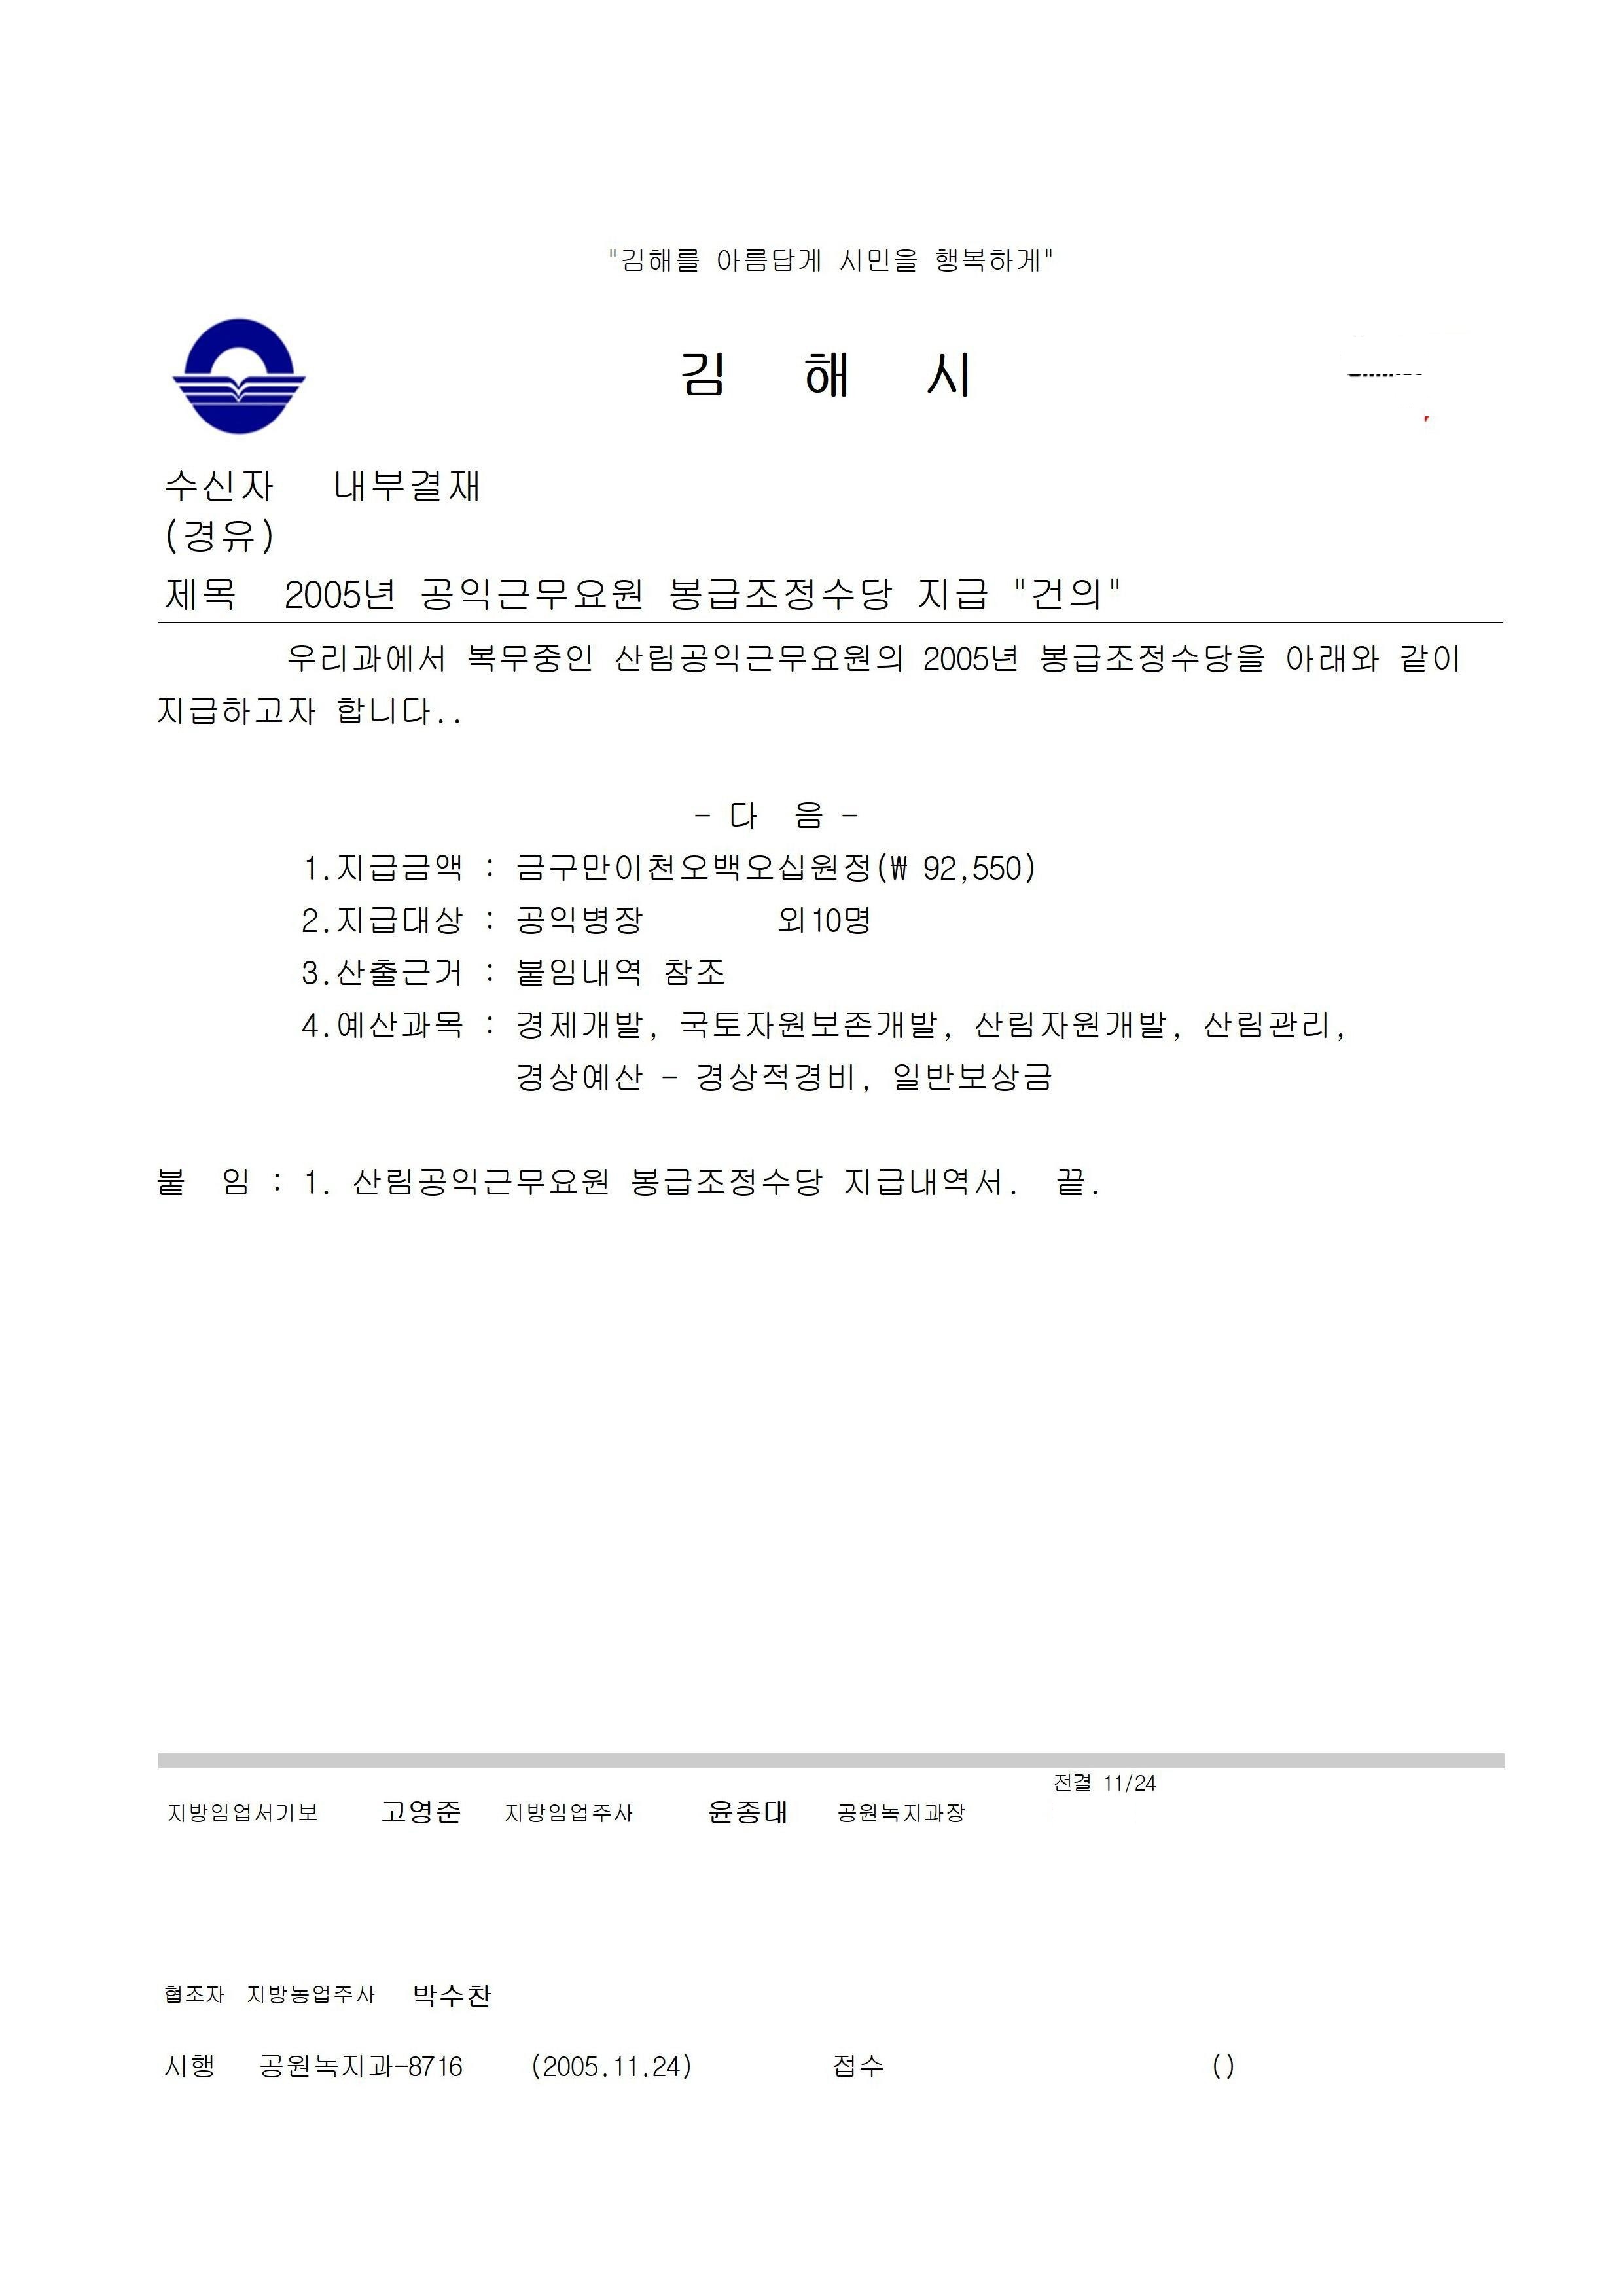 "김해를 아름답게 시민을 행복하게"
김 해 시
수신자 내부결재
(경유)
제목 2005년 공익근무요원 봉급조정수당 지급 "건의"
우리과에서 복무중인 산림공익근무요원의 2005년 봉급조정수당을 아래와 같이
지급하고자 합니다..
- 다 음 -
1.지급금액 : 금구만이천오백오십원정(₩ 92,550)
2.지급대상 : 공익병장 외10명
3.산출근거 : 붙임내역 참조
4.예산과목 : 경제개발, 국토자원보존개발, 산림자원개발, 산림관리,
경상예산 - 경상적경비, 일반보상금
붙 임 : 1. 산림공익근무요원 봉급조정수당 지급내역서. 끝.
전결 11/24
지방임업서기보 고영준 지방임업주사 윤종대 공원녹지과장
협조자 지방농업주사 박수찬
시행 공원녹지과-8716 (2005.11.24) 접수 ()